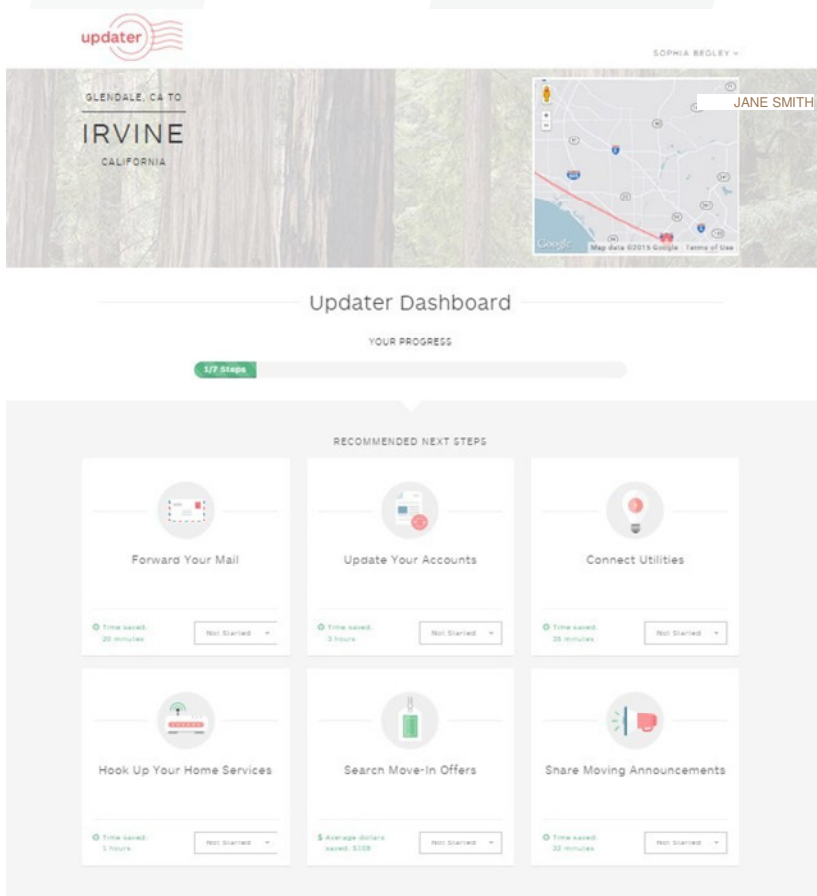 updater
SOPHIA BEGLEY
GLENDALE, CA TO
JANE SMITH
IRVINE
CALIFORNIA
Google
Map data ©2015 Google
Terms of Use
Updater Dashboard
YOUR PROGRESS
1/7 Steps
RECOMMENDED NEXT STEPS
Forward Your Mail
Update Your Accounts
Connect Utilities
Time saved:
20 minutes
Not Started
Time saved:
3 hours
Not Started
Time saved:
Not Started
Hook Up Your Home Services
Search Move-In Offers
Share Moving Announcements
Time saved:
1 hours
Not Started
$ Average dollars
saved: $108
Not Started
Time saved:
32 minutes
Not Started